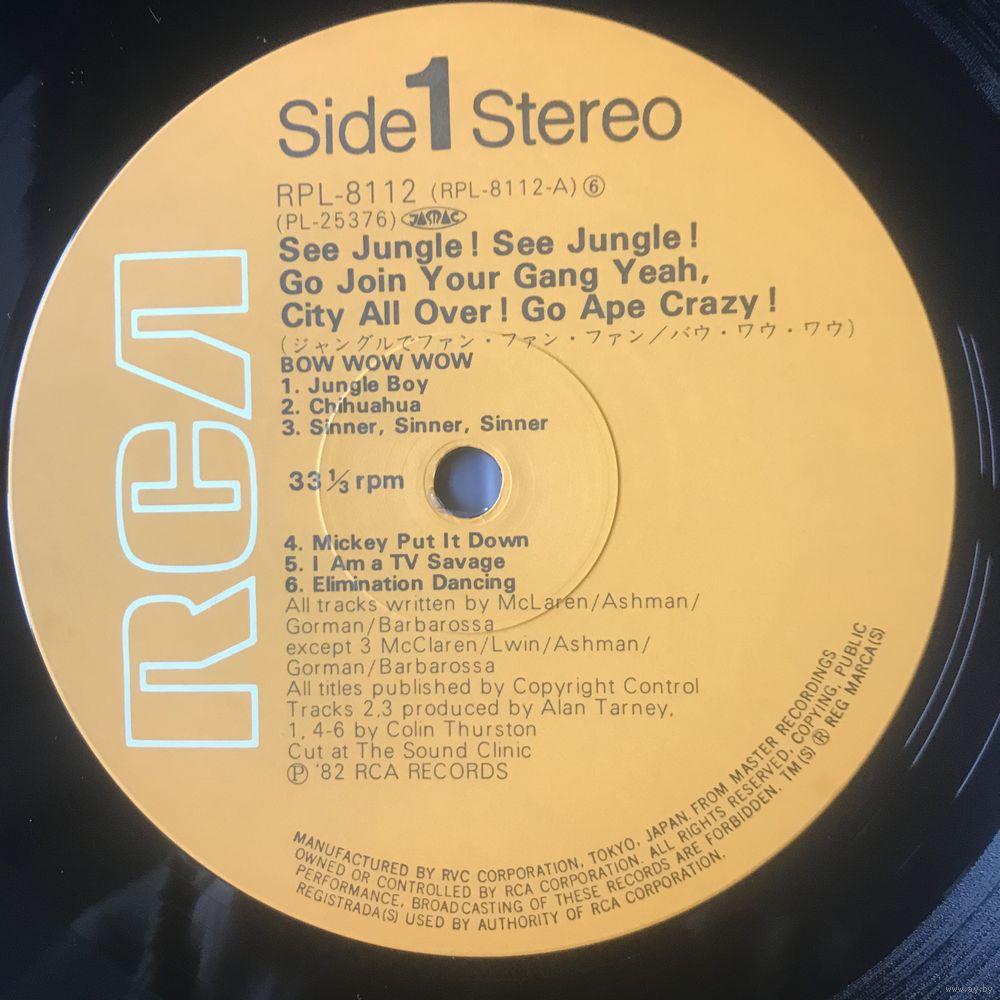 Side 1 Stereo
RPL-8112 (RPL-8112-A) ⑥
(PL-25376) JASRAC
See Jungle! See Jungle!
Go Join Your Gang Yeah,
City All Over! Go Ape Crazy!
(ジャングルでファン・ファン・ファン/バウ・ワウ・ワウ)
BOW WOW WOW
1. Jungle Boy
2. Chihuahua
3. Sinner, Sinner, Sinner
33 ⅓ rpm
4. Mickey Put It Down
5. I Am a TV Savage
6. Elimination Dancing
All tracks written by McLaren/Ashman/
Gorman/Barbarossa
except 3 McClaren/Lwin/Ashman/
Gorman/Barbarossa
All titles published by Copyright Control
Tracks 2,3 produced by Alan Tarney,
1, 4-6 by Colin Thurston
Cut at The Sound Clinic
Ⓟ '82 RCA RECORDS
RCA
MANUFACTURED BY RVC CORPORATION, TOKYO, JAPAN FROM MASTER RECORDINGS
OWNED OR CONTROLLED BY RCA CORPORATION. ALL RIGHTS RESERVED. COPYING, PUBLIC
PERFORMANCE, BROADCASTING OF THESE RECORDS ARE FORBIDDEN. TM(S) ® REG MARCA(S)
REGISTRADA(S) USED BY AUTHORITY OF RCA CORPORATION.
www.ay.by